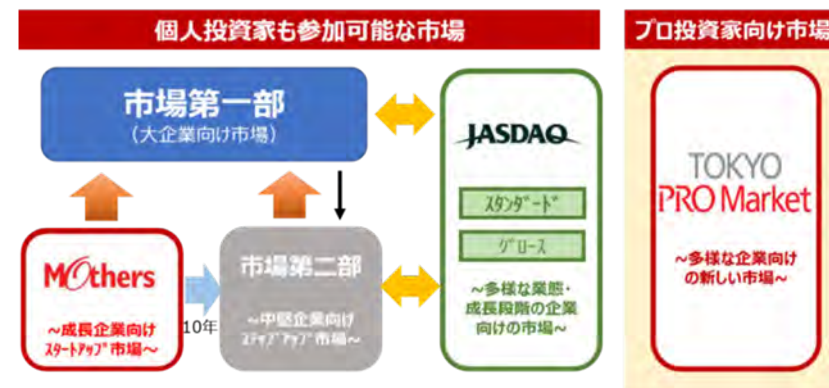 個人投資家も参加可能な市場
プロ投資家向け市場
市場第一部
（大企業向け市場）
JASDAQ
スタンダード
グロース
～多様な業態・
成長段階の企業
向けの市場～
Mothers
～成長企業向け
スタートアップ市場～
10年
市場第二部
～中堅企業向け
ステップアップ市場～
TOKYO
PRO Market
～多様な企業向け
の新しい市場～